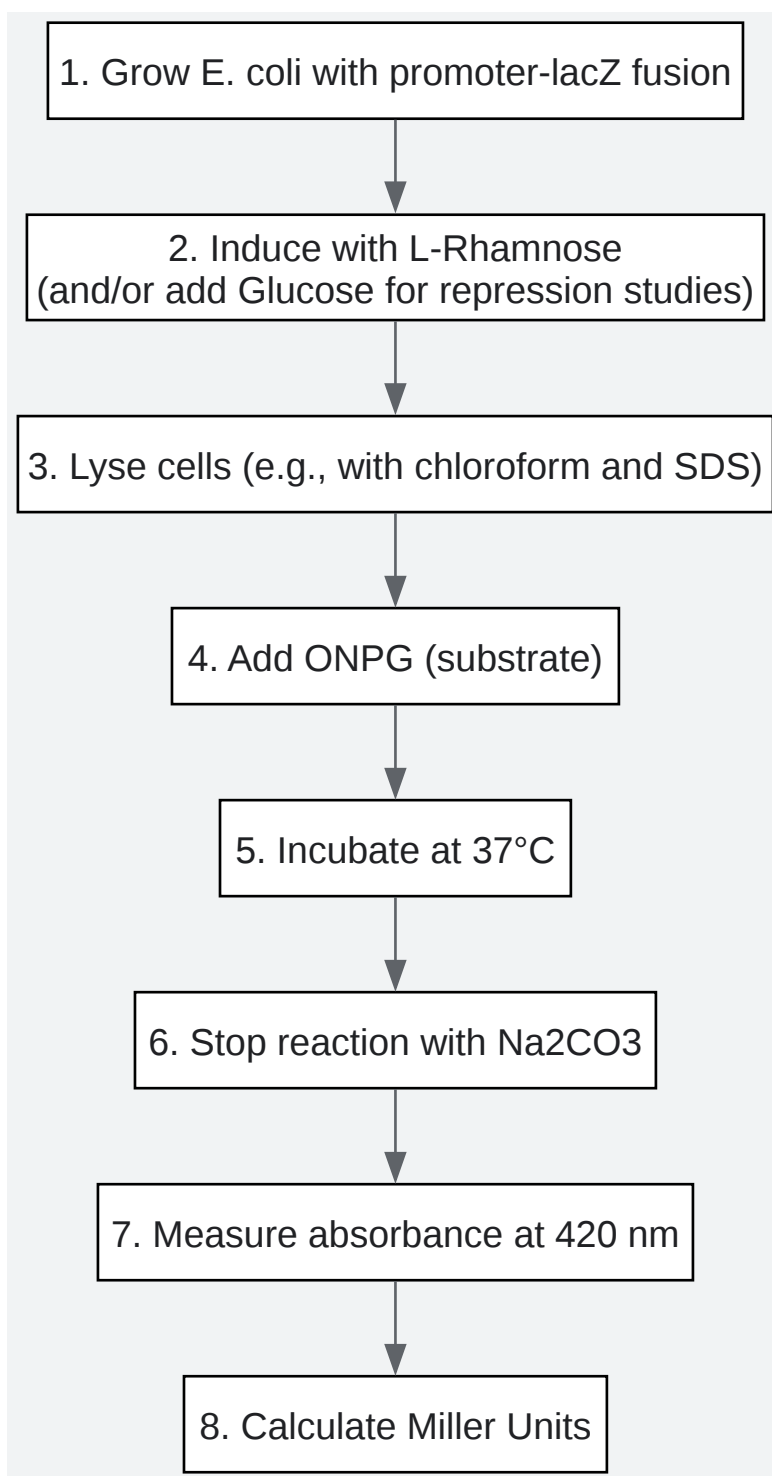 1. Grow E. coli with promoter-lacZ fusion
2. Induce with L-Rhamnose
(and/or add Glucose for repression studies)
3. Lyse cells (e.g., with chloroform and SDS)
4. Add ONPG (substrate)
5. Incubate at 37°C
6. Stop reaction with Na2CO3
7. Measure absorbance at 420 nm
8. Calculate Miller Units